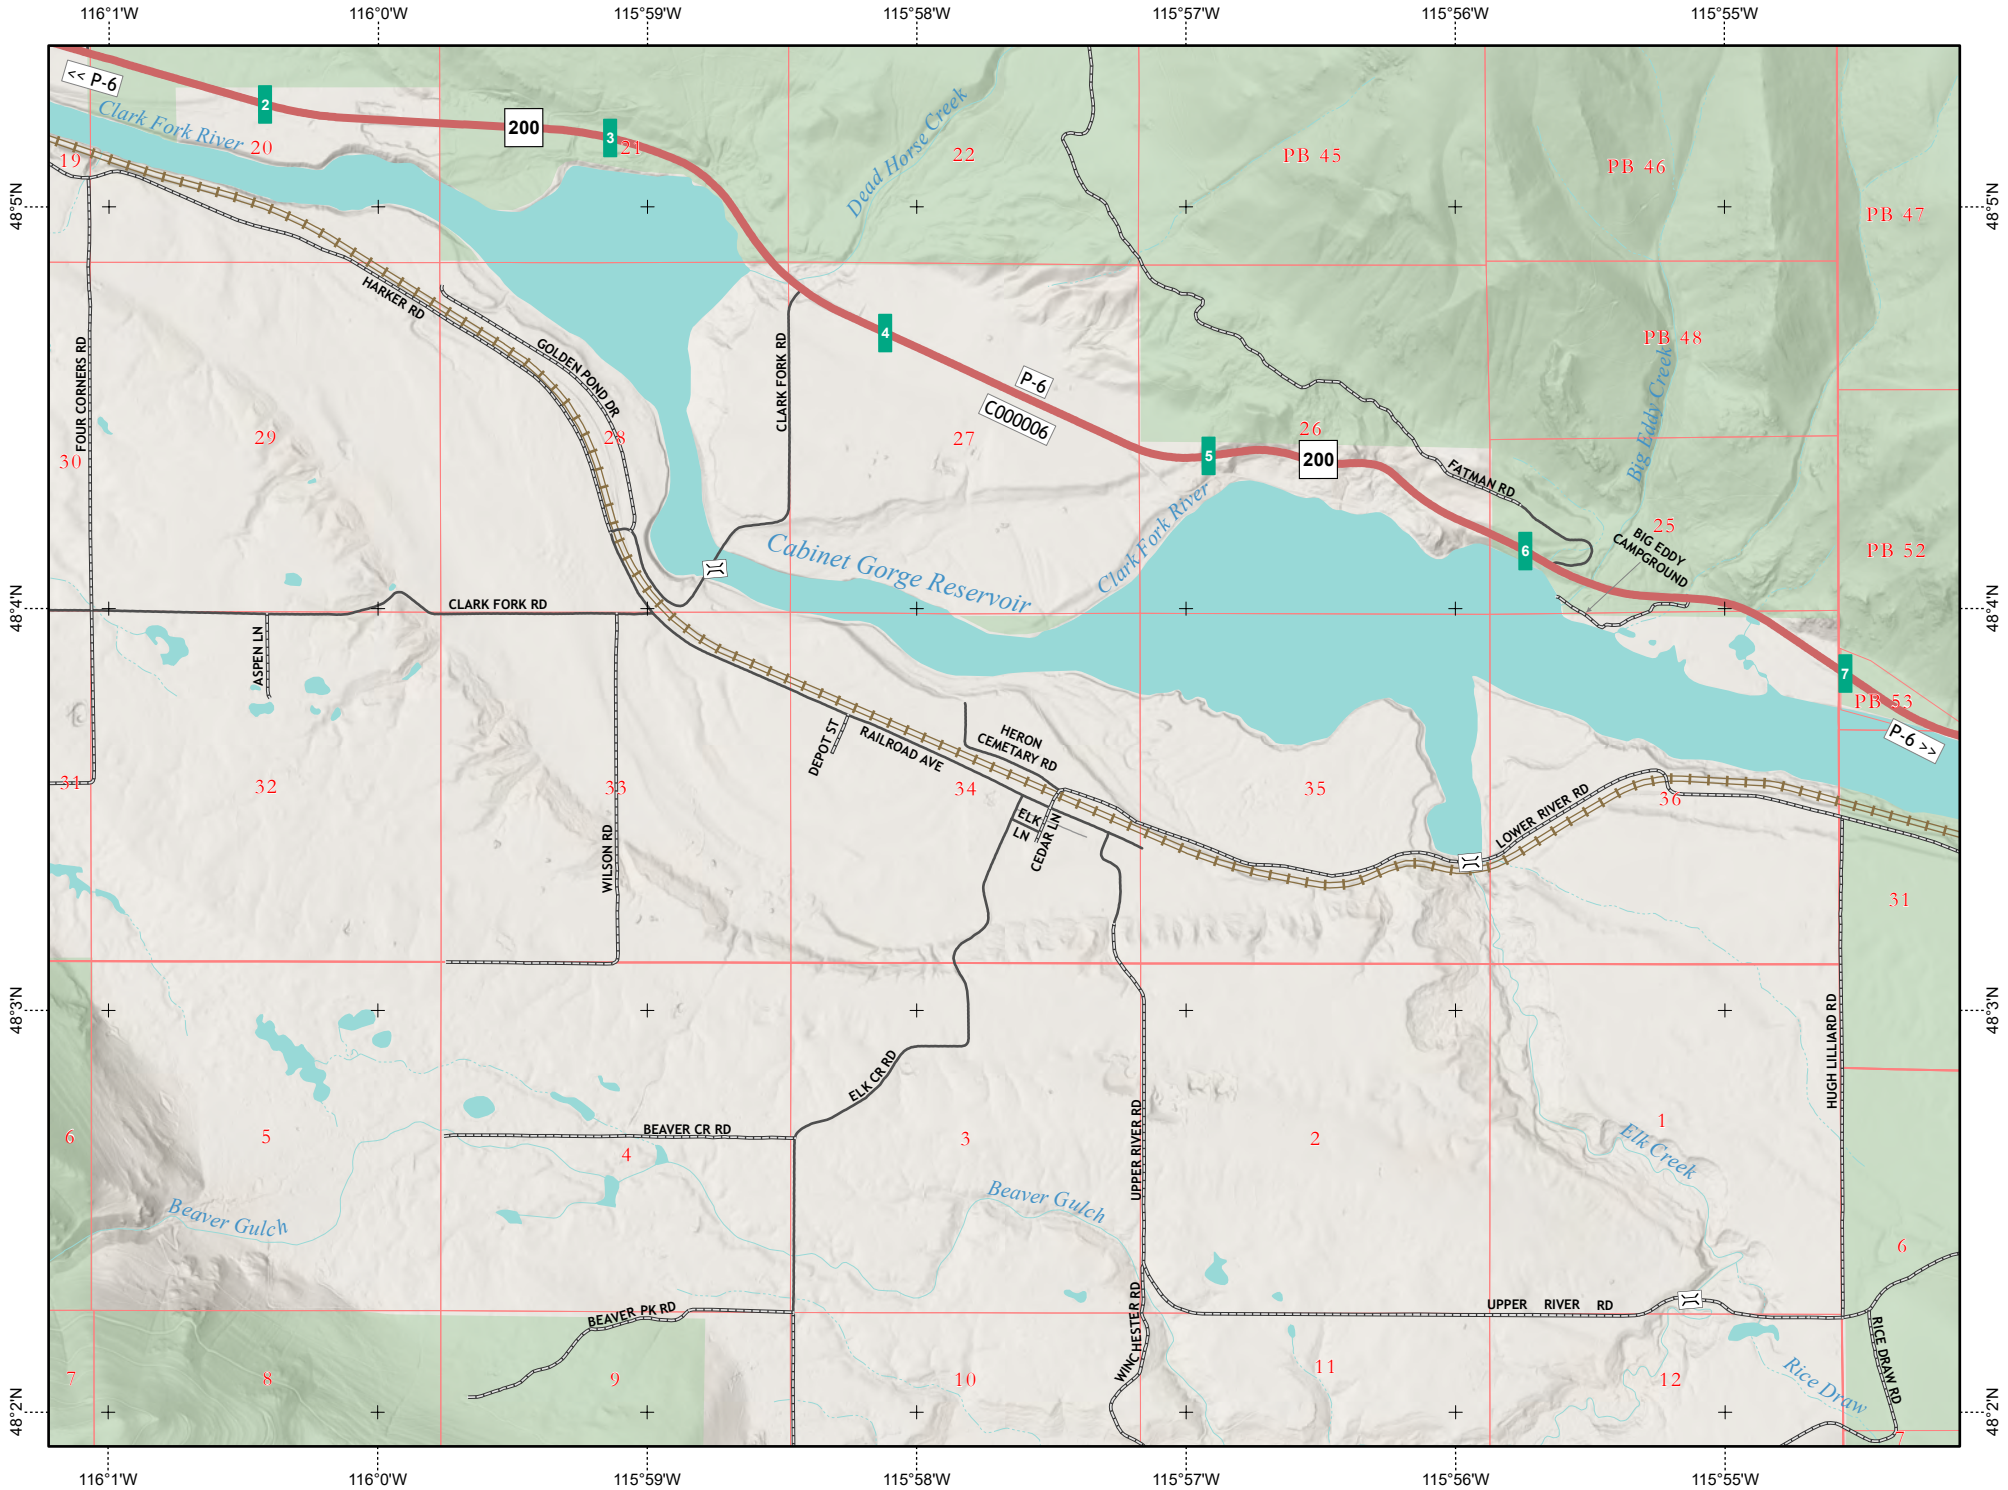 116°1'W
116°0'W
115°59'W
115°58'W
115°57'W
115°56'W
115°55'W
<< P-6
2
Clark Fork River
200
3
19
20
21
22
Dead Horse Creek
PB 45
PB 46
PB 47
48°5'N
48°5'N
HARKER RD
GOLDEN POND DR
FOUR CORNERS RD
CLARK FORK RD
4
P-6
C000006
PB 48
Big Eddy Creek
29
30
28
27
26
5
200
FATMAN RD
Clark Fork River
25
6
BIG EDDY
CAMPGROUND
PB 52
Cabinet Gorge Reservoir
48°4'N
48°4'N
CLARK FORK RD
ASPEN LN
7
PB 53
P-6 >>
DEPOT ST
RAILROAD AVE
HERON
CEMETARY RD
31
32
33
34
35
36
LOWER RIVER RD
ELK
LN
CEDAR LN
WILSON RD
31
48°3'N
48°3'N
HUGH LILLIARD RD
ELK CR RD
BEAVER CR RD
UPPER RIVER RD
6
5
4
3
2
1
Elk Creek
Beaver Gulch
Beaver Gulch
6
BEAVER PK RD
WINCHESTER RD
UPPER RIVER RD
RICE DRAW RD
Rice Draw
7
8
9
10
11
12
7
48°2'N
48°2'N
116°1'W
116°0'W
115°59'W
115°58'W
115°57'W
115°56'W
115°55'W